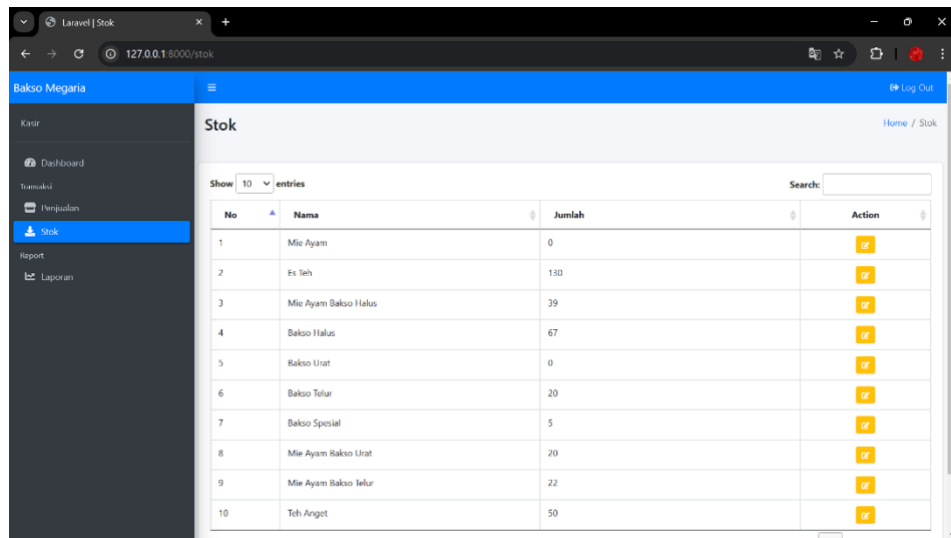 Laravel | Stok
127.0.0.1:8000/stok
Bakso Megaria
Log Out
Kasir
Stok
Home / Stok
Dashboard
Transaksi
Penjualan
Stok
Report
Laporan
Show 10 entries
Search:
No Nama Jumlah Action
1 Mie Ayam 0
2 Es Teh 130
3 Mie Ayam Bakso Halus 39
4 Bakso Halus 67
5 Bakso Urat 0
6 Bakso Telur 20
7 Bakso Spesial 5
8 Mie Ayam Bakso Urat 20
9 Mie Ayam Bakso Telur 22
10 Teh Anget 50